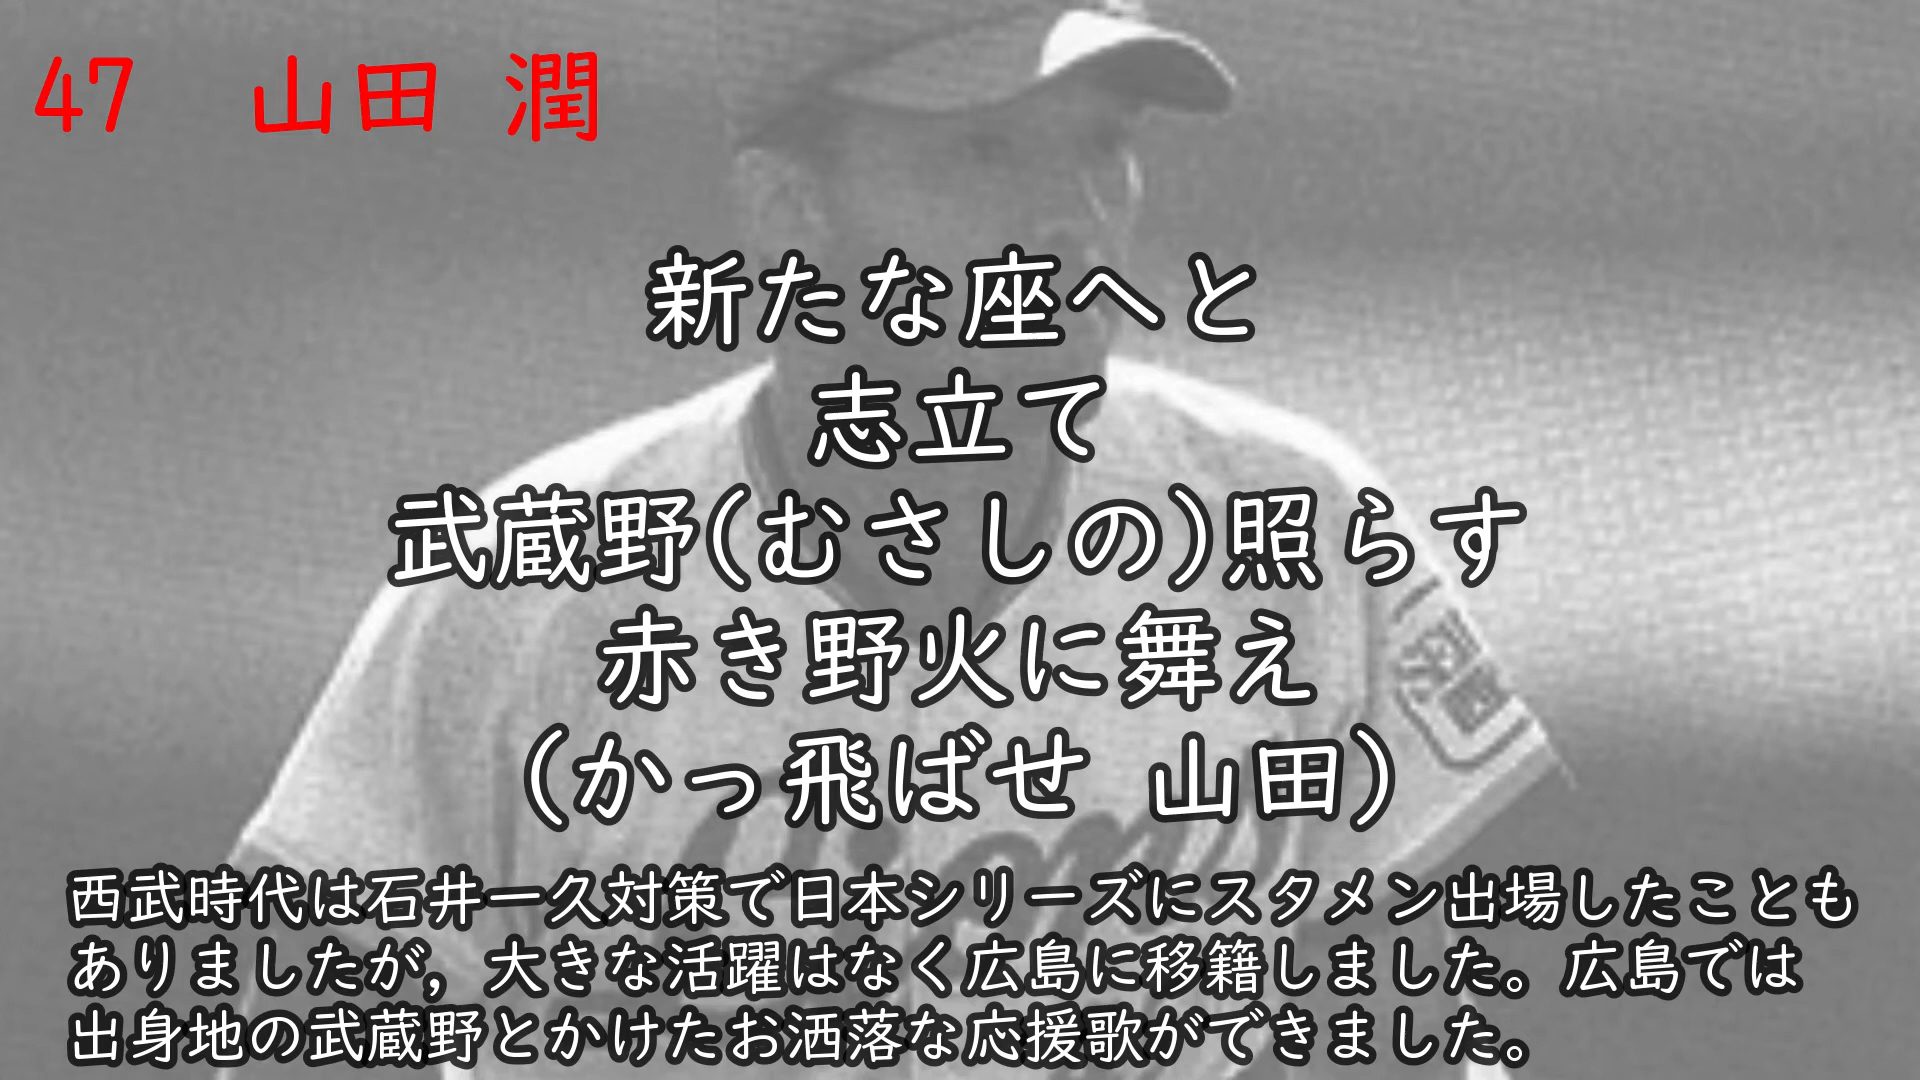 47 山田 潤
新たな座へと
志立て
武蔵野(むさしの)照らす
赤き野火に舞え
(かっ飛ばせ 山田)
西武時代は石井一久対策で日本シリーズにスタメン出場したことも
ありましたが，大きな活躍はなく広島に移籍しました。広島では
出身地の武蔵野とかけたお洒落な応援歌ができました。